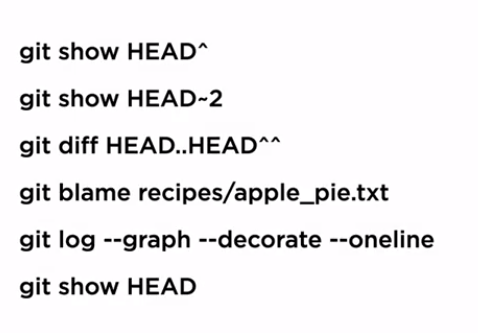 git show HEAD^
git show HEAD~2
git diff HEAD..HEAD^^
git blame recipes/apple_pie.txt
git log --graph --decorate --oneline
git show HEAD